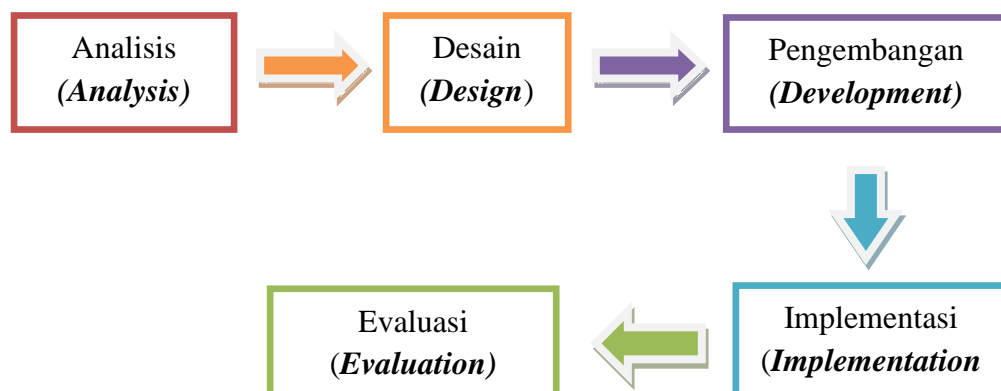 Analisis
(Analysis)
Desain
(Design)
Pengembangan
(Development)
Implementasi
(Implementation
Evaluasi
(Evaluation)